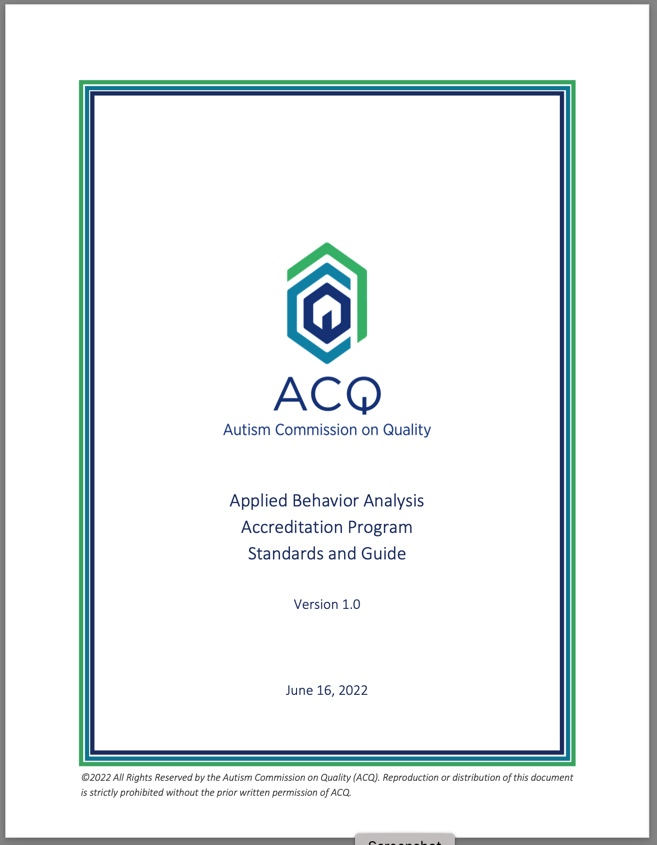 ACQ
Autism Commission on Quality
Applied Behavior Analysis
Accreditation Program
Standards and Guide
Version 1.0
June 16, 2022
©2022 All Rights Reserved by the Autism Commission on Quality (ACQ). Reproduction or distribution of this document
is strictly prohibited without the prior written permission of ACQ.
Screenshot